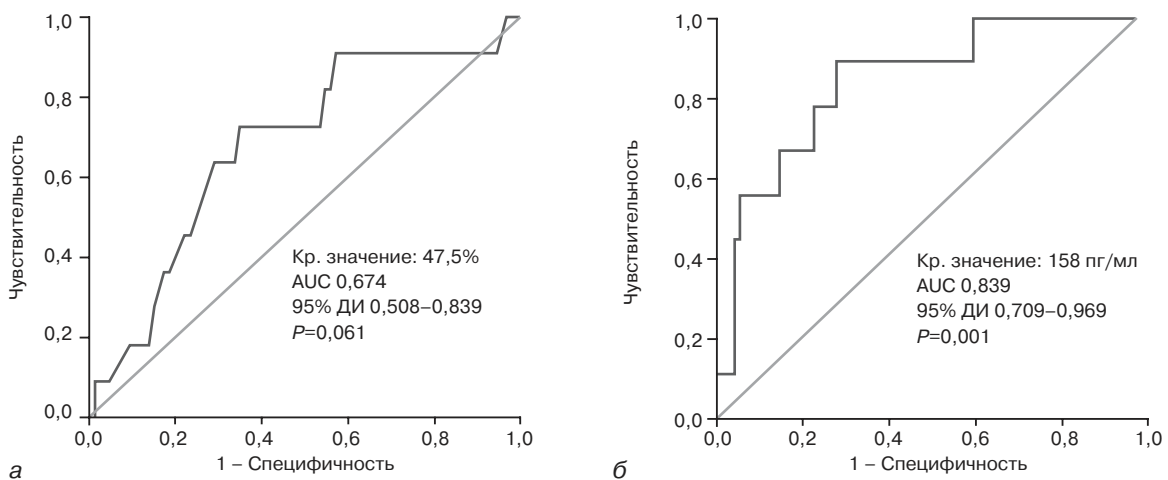 1,0
0,8
0,6
0,4
0,2
0,0
Чувствительность
Кр. значение: 47,5%
AUC 0,674
95% ДИ 0,508–0,839
P=0,061
0,0 0,2 0,4 0,6 0,8 1,0
1 – Специфичность
а
1,0
0,8
0,6
0,4
0,2
0,0
Чувствительность
Кр. значение: 158 пг/мл
AUC 0,839
95% ДИ 0,709–0,969
P=0,001
0,0 0,2 0,4 0,6 0,8 1,0
1 – Специфичность
б